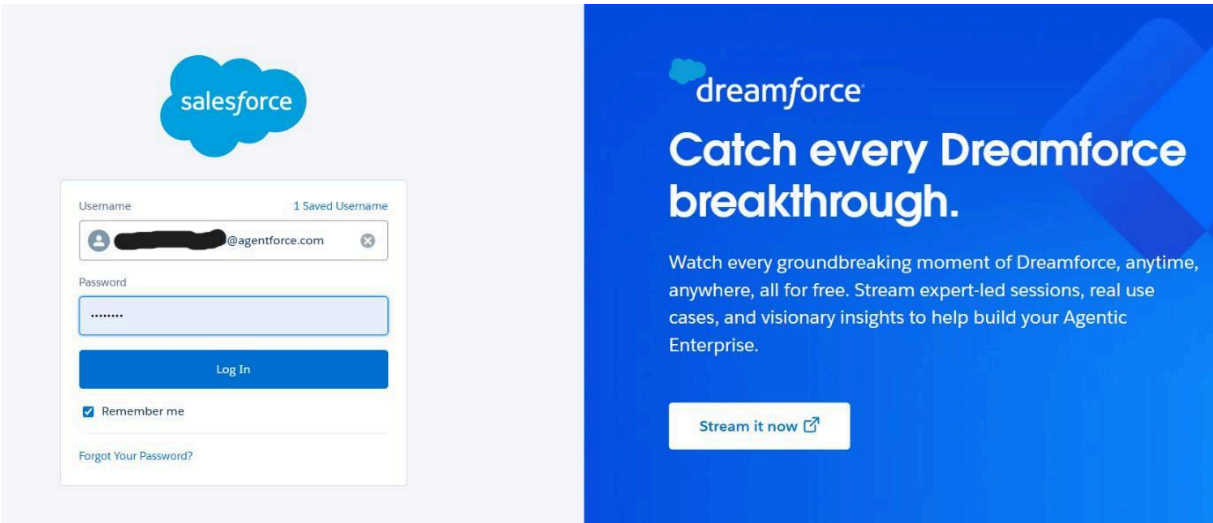 salesforce
Username
1 Saved Username
@agentforce.com
Password
········
Log In
Remember me
Forgot Your Password?
dreamforce
Catch every Dreamforce
breakthrough.
Watch every groundbreaking moment of Dreamforce, anytime,
anywhere, all for free. Stream expert-led sessions, real use
cases, and visionary insights to help build your Agentic
Enterprise.
Stream it now